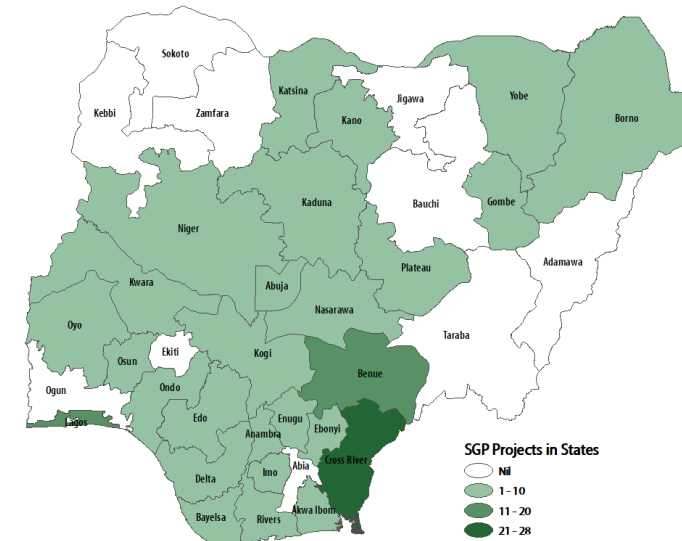 Sokoto
Katsina
Yobe
Kebbi
Zamfara
Jigawa
Kano
Borno
Kaduna
Bauchi
Gombe
Niger
Adamawa
Plateau
Kwara
Abuja
Nasarawa
Oyo
Taraba
Osun
Ekiti
Kogi
Benue
Ogun
Ondo
Lagos
Edo
Enugu
Ebonyi
Anambra
SGP Projects in States
Cross River
Abia
Nil
Imo
Delta
1 - 10
Akwa Ibom
11 - 20
Bayelsa
Rivers
21 - 28